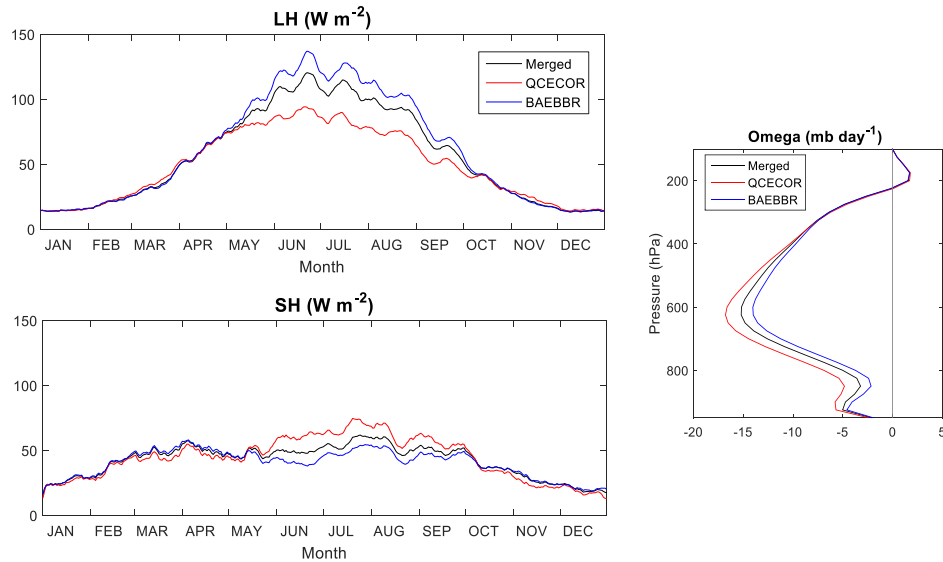 LH (W m-2)
150
100
50
0
Merged
QCECOR
BAEBBR
JAN FEB MAR APR MAY JUN JUL AUG SEP OCT NOV DEC
Month
SH (W m-2)
150
100
50
0
JAN FEB MAR APR MAY JUN JUL AUG SEP OCT NOV DEC
Month
Omega (mb day-1)
Merged
QCECOR
BAEBBR
Pressure (hPa)
200
400
600
800
-20 -15 -10 -5 0 5